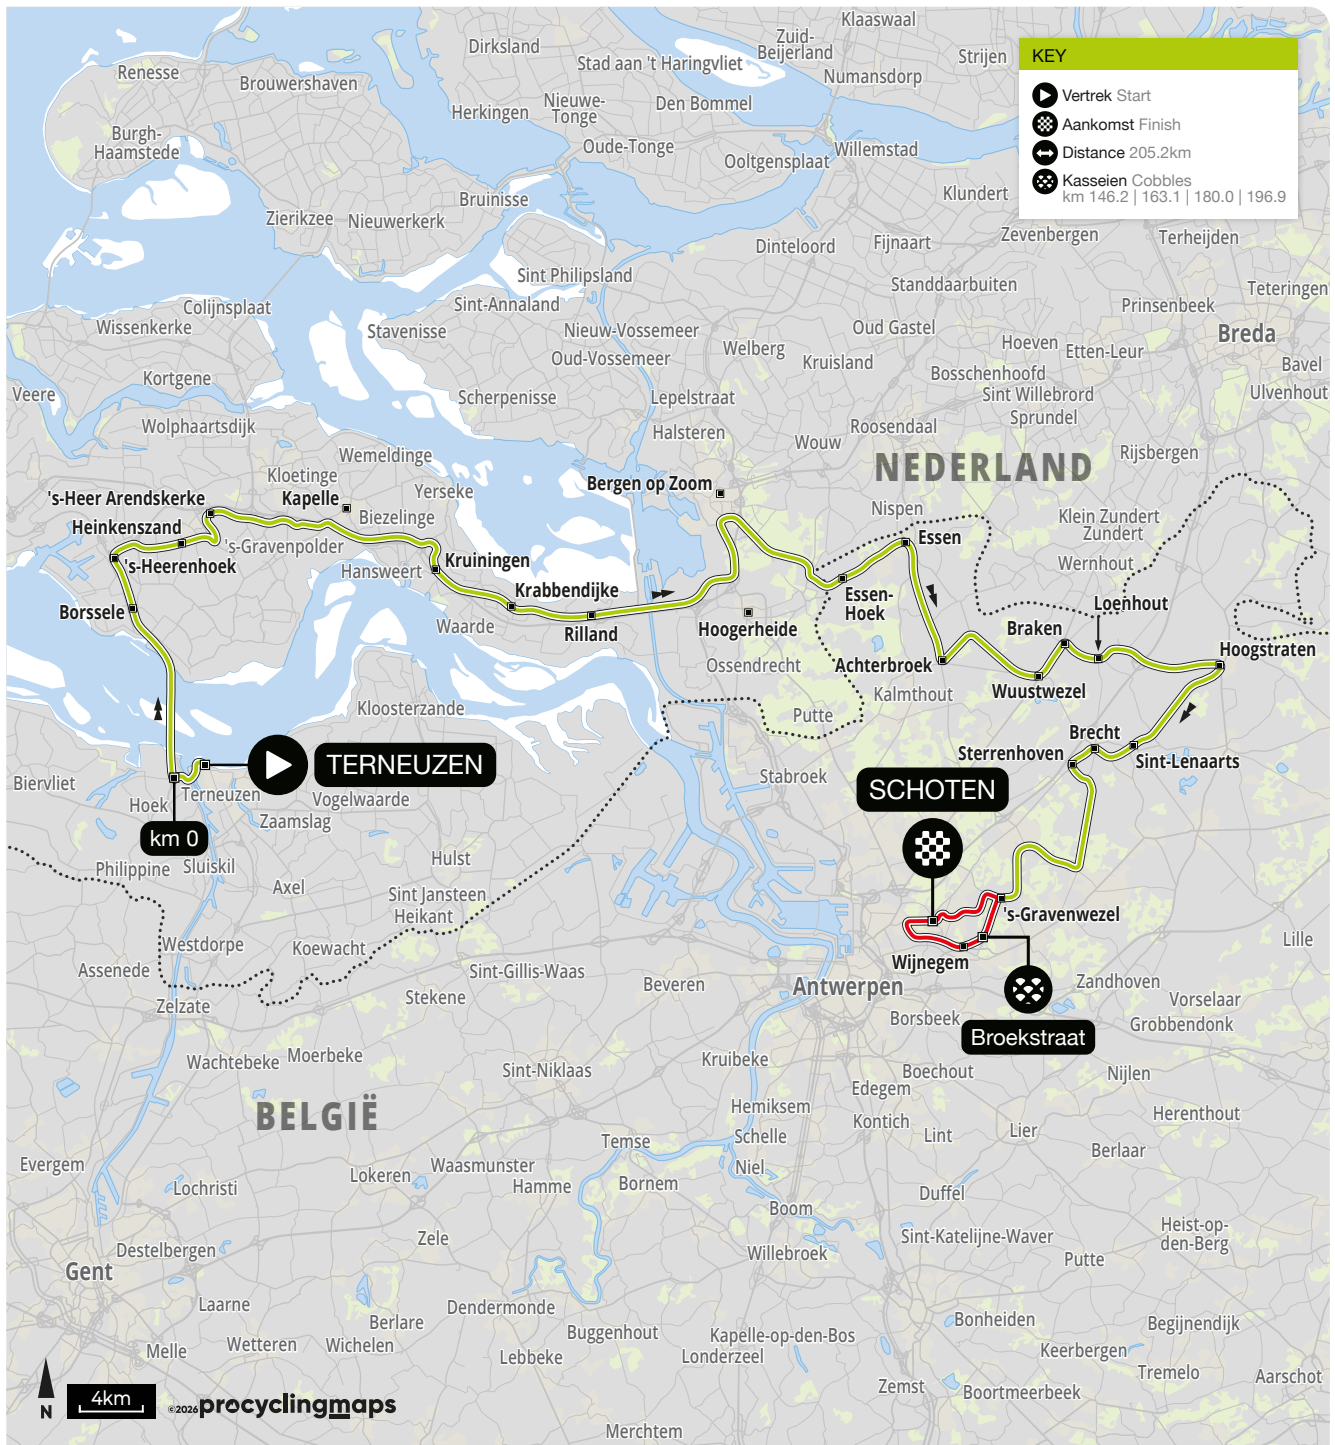 KEY
Vertrek Start
Aankomst Finish
Distance 205.2km
Kasseien Cobbles
km 146.2 | 163.1 | 180.0 | 196.9
Klaaswaal
Dirksland
Zuid-
Beijerland
Strijen
Stad aan 't Haringvliet
Numansdorp
Renesse
Brouwershaven
Herkingen
Nieuwe-
Tonge
Den Bommel
Burgh-
Haamstede
Oude-Tonge
Ooltgensplaat
Willemstad
Bruinisse
Klundert
Zierikzee
Nieuwerkerk
Dinteloord
Fijnaart
Zevenbergen
Terheijden
Sint Philipsland
Standdaarbuiten
Teteringen
Colijnsplaat
Sint-Annaland
Prinsenbeek
Wissenkerke
Stavenisse
Nieuw-Vossemeer
Oud Gastel
Breda
Welberg
Hoeven
Etten-Leur
Oud-Vossemeer
Kruisland
Bavel
Kortgene
Bosschenhoofd
Veere
Scherpenisse
Lepelstraat
Sint Willebrord
Ulvenhout
Sprundel
Wolphaartsdijk
Halsteren
Roosendaal
Wouw
Wemeldinge
Rijsbergen
NEDERLAND
Kloetinge
Bergen op Zoom
's-Heer Arendskerke
Kapelle
Yerseke
Nispen
Biezelinge
Klein Zundert
Zundert
Heinkenszand
's-Gravenpolder
Essen
's-Heerenhoek
Hansweert
Kruiningen
Wernhout
Krabbendijke
Essen-
Hoek
Loenhout
Borssele
Waarde
Rilland
Hoogerheide
Braken
Hoogstraten
Ossendrecht
Achterbroek
Kalmthout
Wuustwezel
Kloosterzande
Putte
Brecht
Sterrenhoven
Sint-Lenaarts
TERNEUZEN
Stabroek
Biervliet
SCHOTEN
Terneuzen
Hoek
Vogelwaarde
Zaamslag
km 0
Hulst
Philippine
Sluiskil
Axel
Sint Jansteen
Heikant
's-Gravenwezel
Westdorpe
Koewacht
Lille
Wijnegem
Assenede
Sint-Gillis-Waas
Beveren
Antwerpen
Zandhoven
Stekene
Vorselaar
Zelzate
Borsbeek
Grobbendonk
Broekstraat
Wachtebeke
Moerbeke
Kruibeke
Sint-Niklaas
Boechout
Nijlen
Edegem
BELGIË
Hemiksem
Kontich
Herenthout
Lint
Lier
Temse
Schelle
Berlaar
Evergem
Waasmunster
Niel
Lokeren
Lochristi
Hamme
Bornem
Duffel
Boom
Heist-op-
den-Berg
Zele
Sint-Katelijne-Waver
Destelbergen
Willebroek
Putte
Gent
Laarne
Dendermonde
Berlare
Bonheiden
Begijnendijk
Buggenhout
Kapelle-op-den-Bos
Wetteren
Wichelen
Melle
Lebbeke
Londerzeel
Keerbergen
Tremelo
Aarschot
Zemst
Boortmeerbeek
N
4km
©2026 procyclingmaps
Merchtem